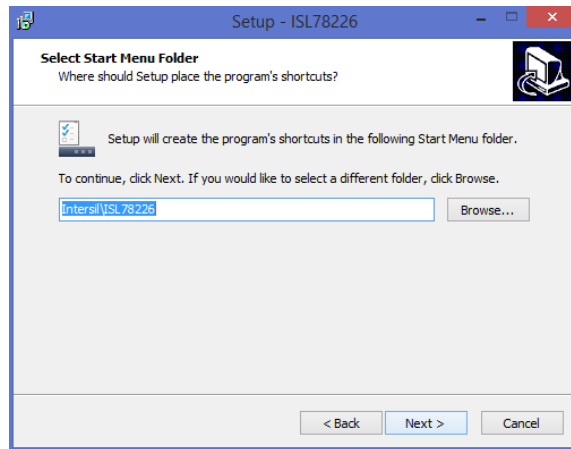 Setup - ISL78226
Select Start Menu Folder
Where should Setup place the program's shortcuts?
Setup will create the program's shortcuts in the following Start Menu folder.
To continue, click Next. If you would like to select a different folder, click Browse.
Intersil\ISL78226
Browse...
< Back
Next >
Cancel